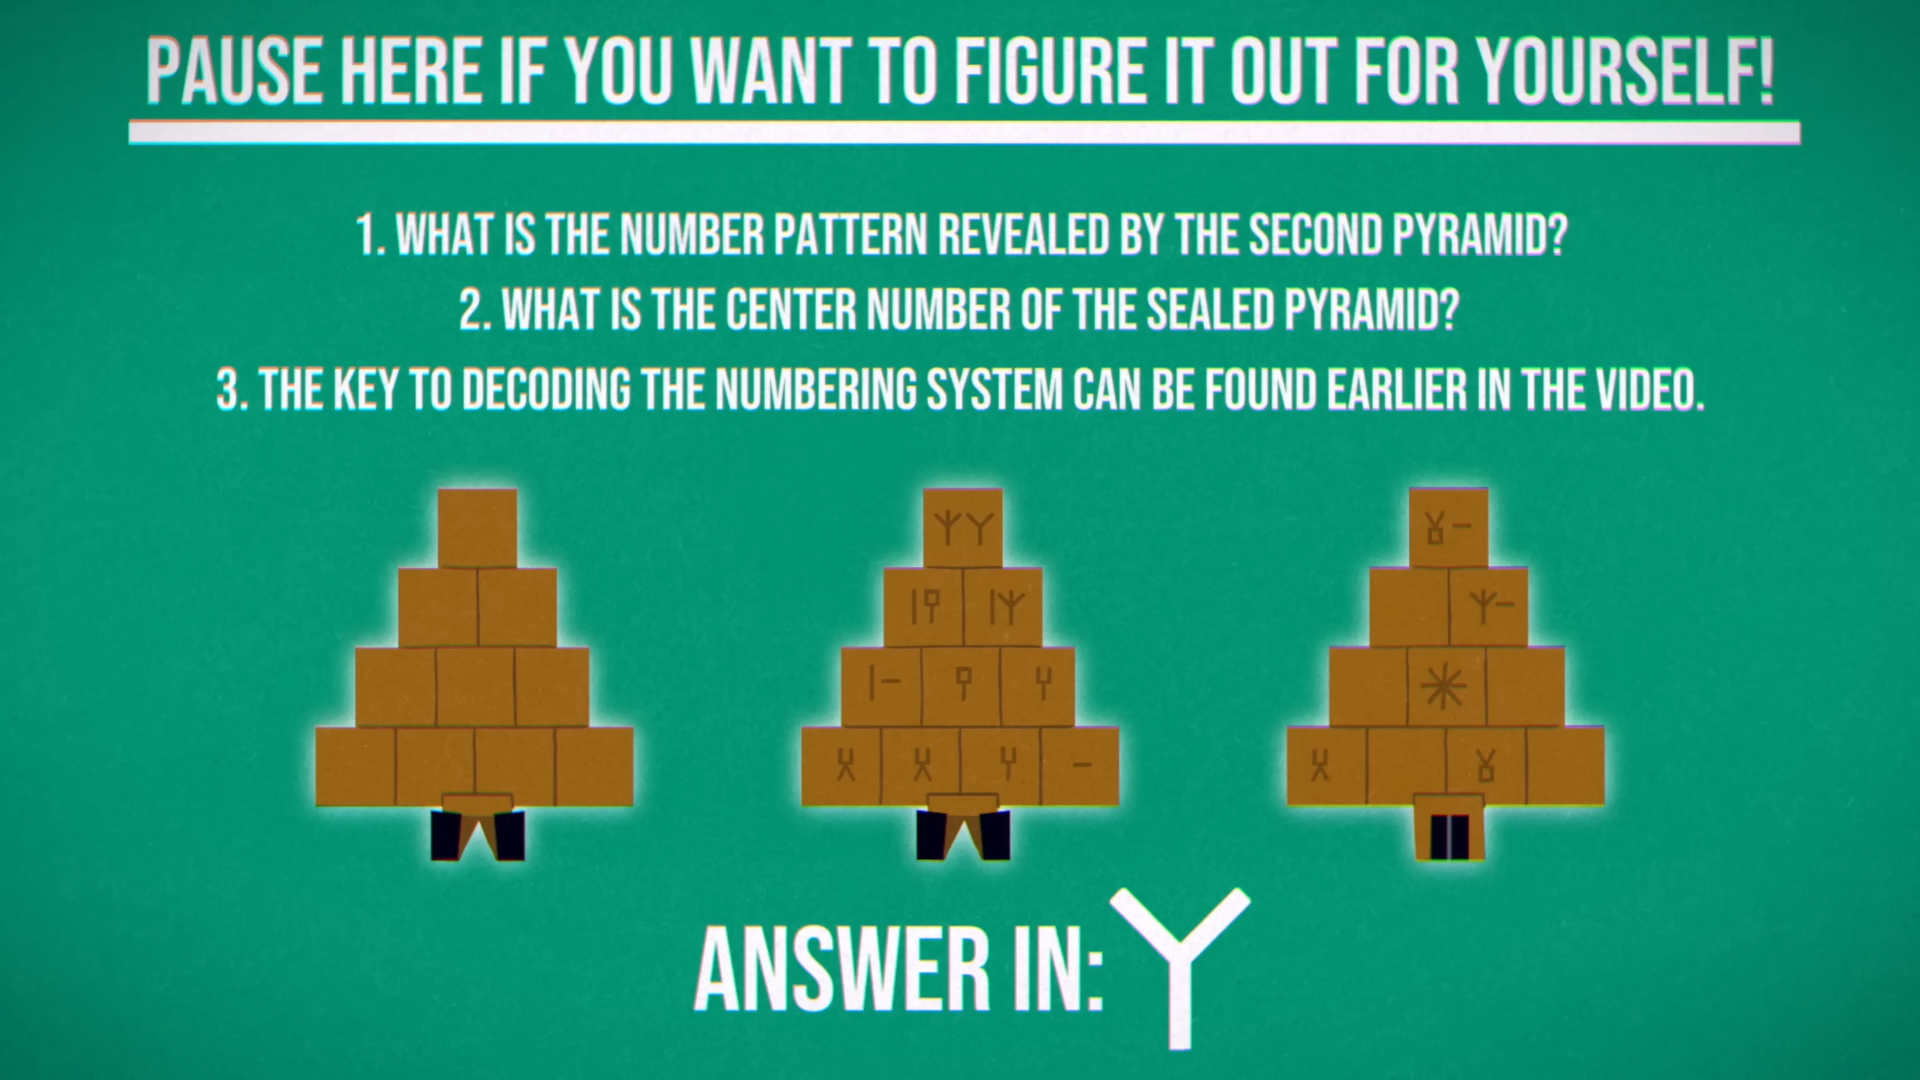 PAUSE HERE IF YOU WANT TO FIGURE IT OUT FOR YOURSELF!
1. WHAT IS THE NUMBER PATTERN REVEALED BY THE SECOND PYRAMID?
2. WHAT IS THE CENTER NUMBER OF THE SEALED PYRAMID?
3. THE KEY TO DECODING THE NUMBERING SYSTEM CAN BE FOUND EARLIER IN THE VIDEO.
ANSWER IN: Y